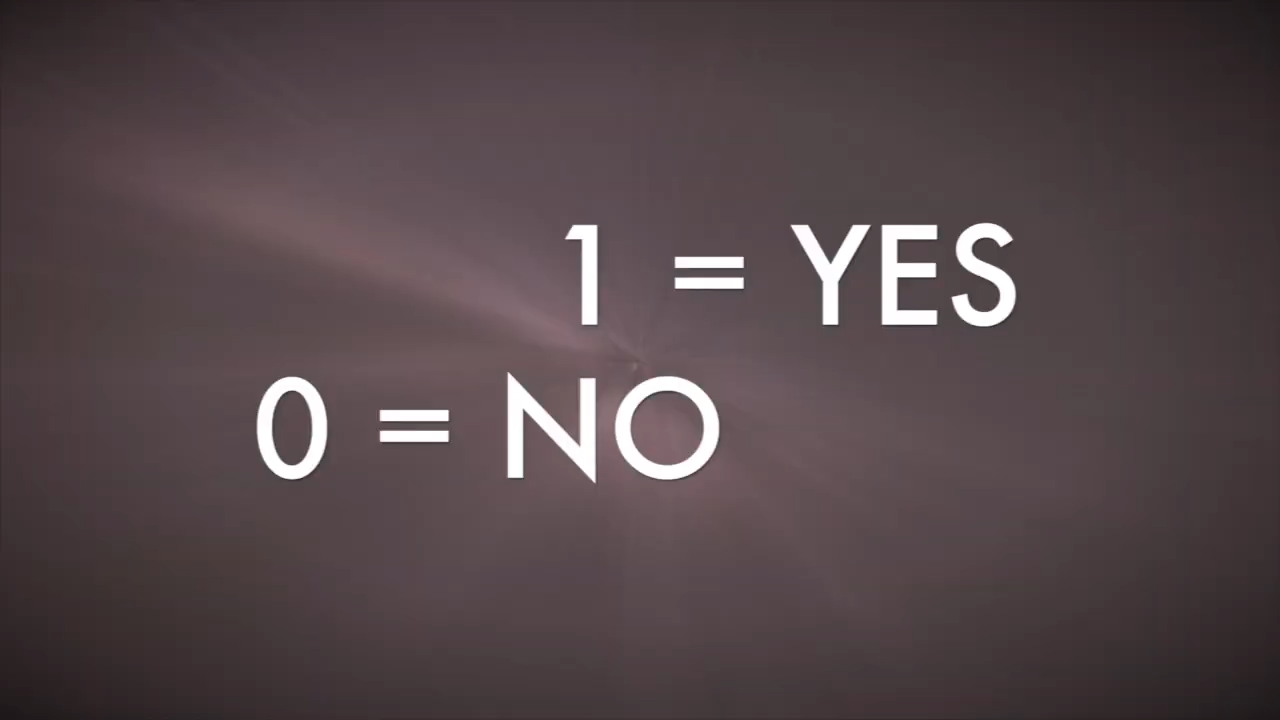 1 = YES
0 = NO